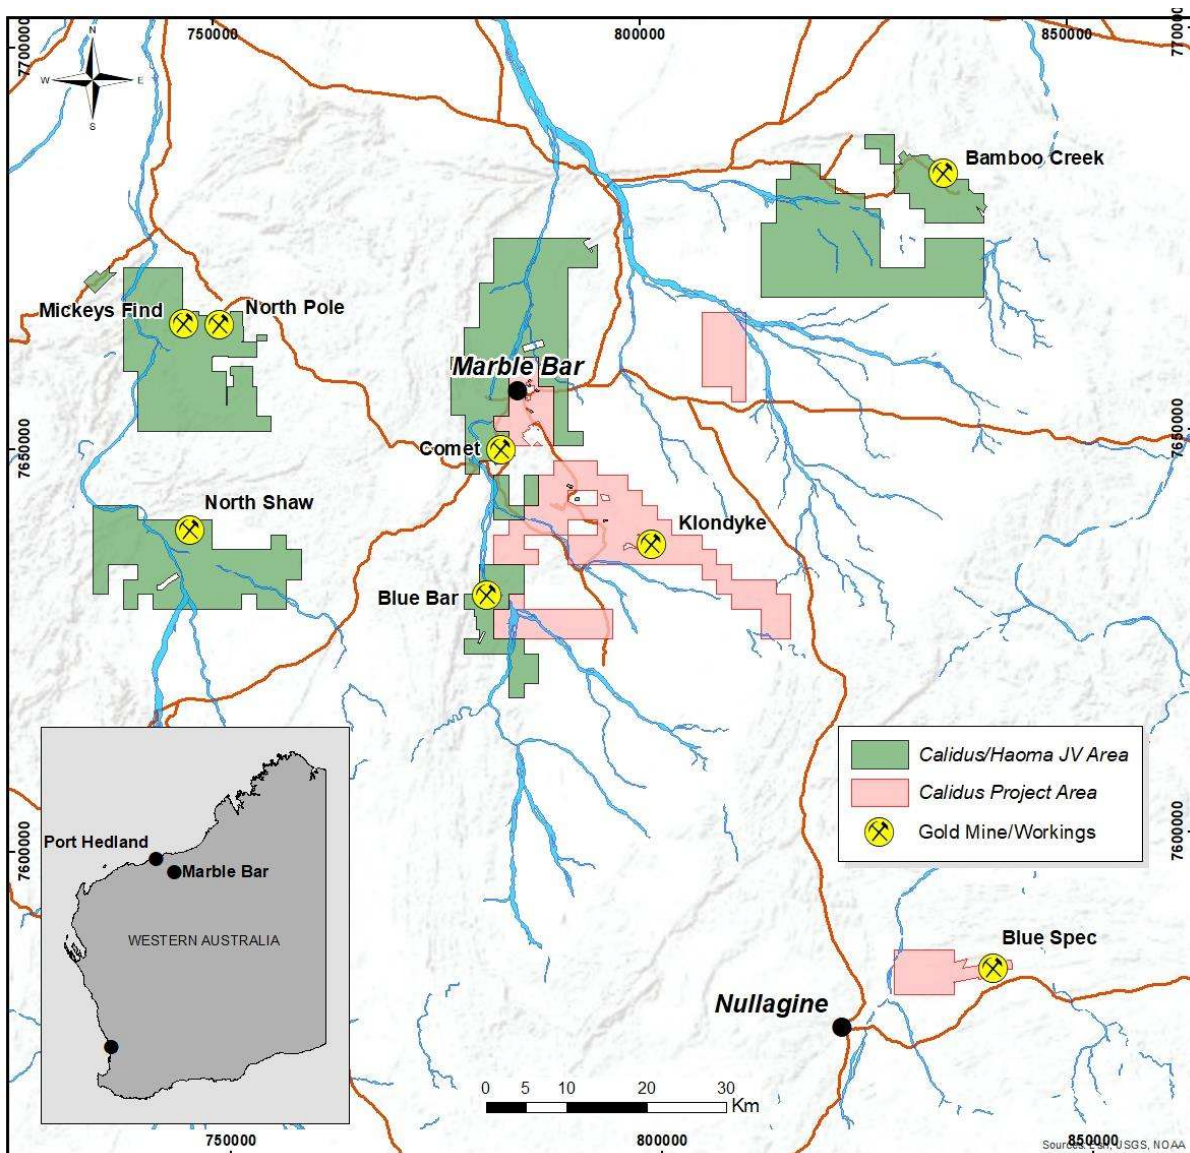 750000
800000
850000
7700000
N
W
E
S
Bamboo Creek
Mickeys Find
North Pole
Marble Bar
Comet
7650000
7650000
North Shaw
Klondyke
Blue Bar
Calidus/Haoma JV Area
Calidus Project Area
Gold Mine/Workings
Port Hedland
Marble Bar
7600000
7600000
WESTERN AUSTRALIA
Blue Spec
Nullagine
0
5
10
20
30
Km
750000
800000
850000
USGS, NOAA